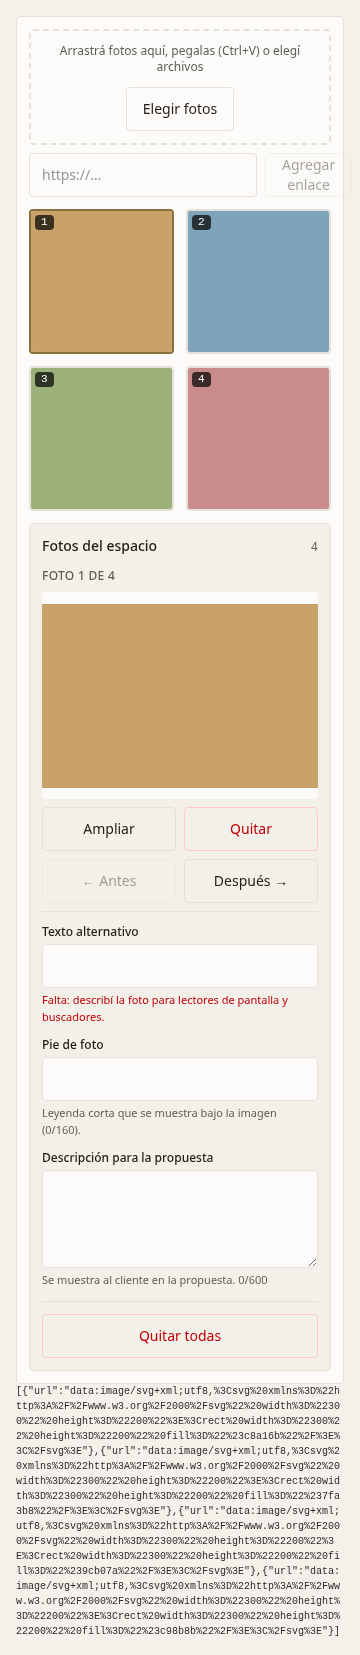 Arrastrá fotos aquí, pegalas (Ctrl+V) o elegí
archivos
Elegir fotos
https://...
Agregar
enlace
1
2
3
4
Fotos del espacio
4
FOTO 1 DE 4
Ampliar
Quitar
← Antes
Después →
Texto alternativo
Falta: describí la foto para lectores de pantalla y
buscadores.
Pie de foto
Leyenda corta que se muestra bajo la imagen
(0/160).
Descripción para la propuesta
Se muestra al cliente en la propuesta. 0/600
Quitar todas
[{"url":"data:image/svg+xml;utf8,%3Csvg%20xmlns%3D%22h
ttp%3A%2F%2Fwww.w3.org%2F2000%2Fsvg%22%20width%3D%2230
0%22%20height%3D%22200%22%3E%3Crect%20width%3D%22300%2
2%20height%3D%22200%22%20fill%3D%22%23c8a16b%22%2F%3E%
3C%2Fsvg%3E"},{"url":"data:image/svg+xml;utf8,%3Csvg%2
0xmlns%3D%22http%3A%2F%2Fwww.w3.org%2F2000%2Fsvg%22%20
width%3D%22300%22%20height%3D%22200%22%3E%3Crect%20wid
th%3D%22300%22%20height%3D%22200%22%20fill%3D%22%237fa
3b8%22%2F%3E%3C%2Fsvg%3E"},{"url":"data:image/svg+xml;
utf8,%3Csvg%20xmlns%3D%22http%3A%2F%2Fwww.w3.org%2F200
0%2Fsvg%22%20width%3D%22300%22%20height%3D%22200%22%3
E%3Crect%20width%3D%22300%22%20height%3D%22200%22%20fi
ll%3D%22%239cb07a%22%2F%3E%3C%2Fsvg%3E"},{"url":"data:
image/svg+xml;utf8,%3Csvg%20xmlns%3D%22http%3A%2F%2Fww
w.w3.org%2F2000%2Fsvg%22%20width%3D%22300%22%20height%
3D%22200%22%3E%3Crect%20width%3D%22300%22%20height%3D%
22200%22%20fill%3D%22%23c98b8b%22%2F%3E%3C%2Fsvg%3E"}]